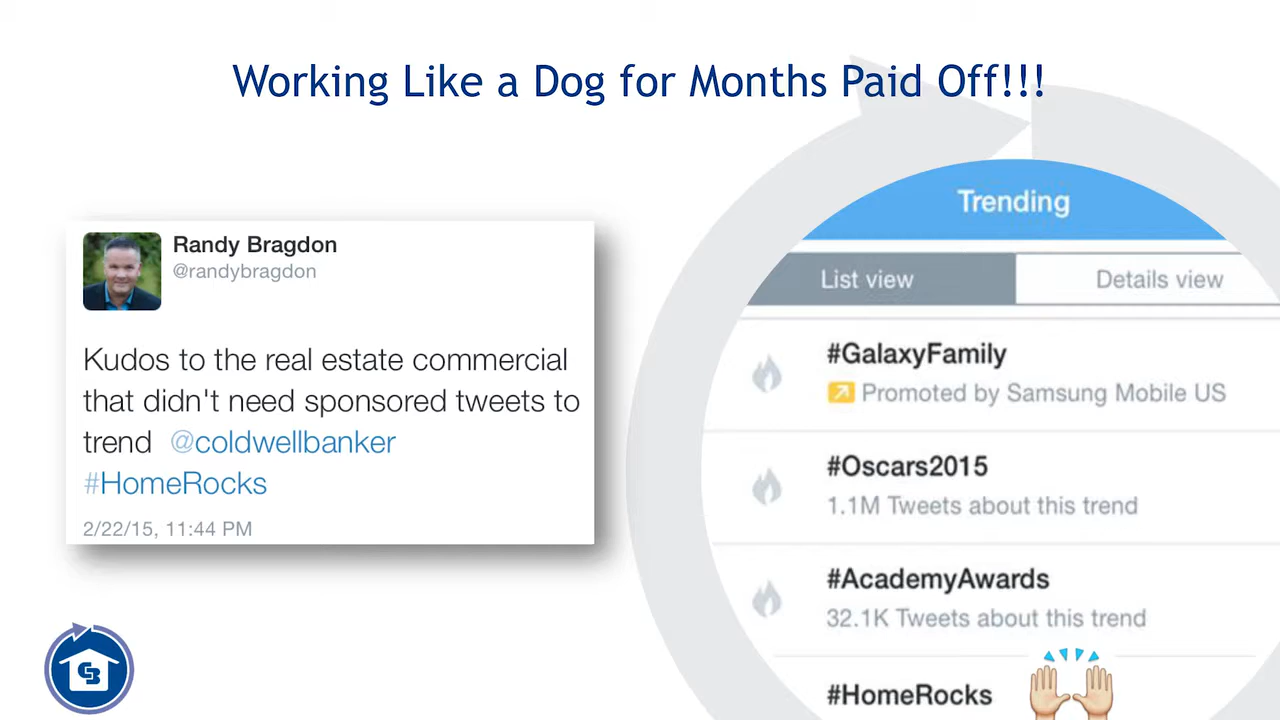 Working Like a Dog for Months Paid Off!!!
Randy Bragdon
@randybragdon
Kudos to the real estate commercial
that didn't need sponsored tweets to
trend @coldwellbanker
#HomeRocks
2/22/15, 11:44 PM
Trending
List view
Details view
#GalaxyFamily
Promoted by Samsung Mobile US
#Oscars2015
1.1M Tweets about this trend
#AcademyAwards
32.1K Tweets about this trend
#HomeRocks
CB